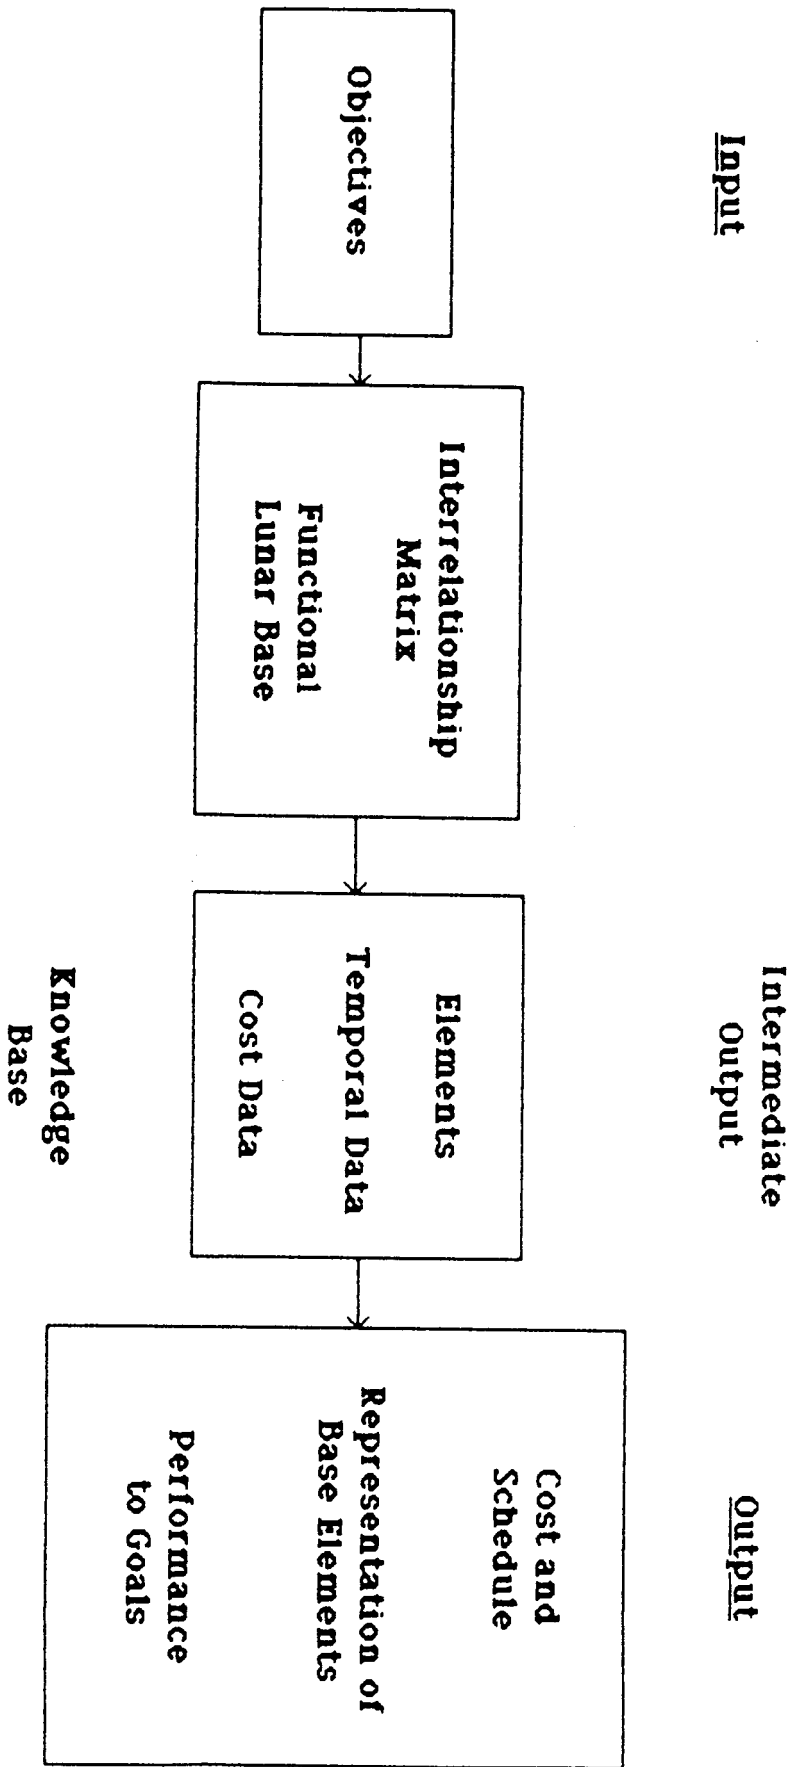 Input
Intermediate
Output
Output
Objectives
Interrelationship
Matrix
Functional
Lunar Base
Elements
Temporal Data
Cost Data
Cost and
Schedule
Representation of
Base Elements
Performance
to Goals
Knowledge
Base